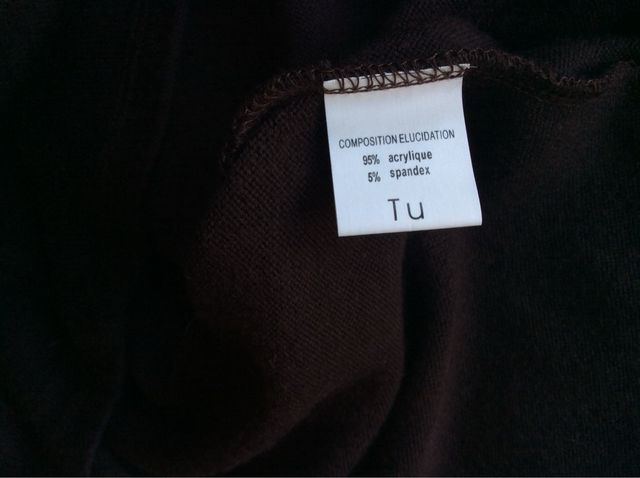 COMPOSITION ELUCIDATION
95% acrylique
5% spandex
Tu